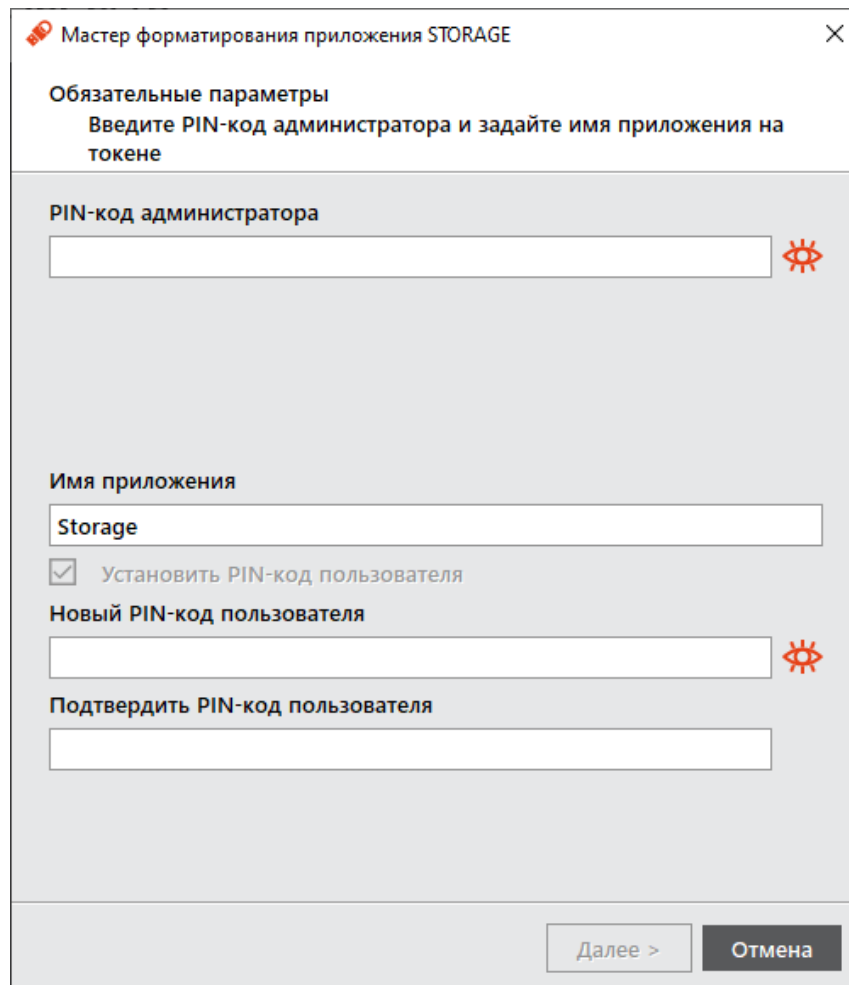 Мастер форматирования приложения STORAGE
Обязательные параметры
Введите PIN-код администратора и задайте имя приложения на
токене
PIN-код администратора
Имя приложения
Storage
Установить PIN-код пользователя
Новый PIN-код пользователя
Подтвердить PIN-код пользователя
Далее >
Отмена